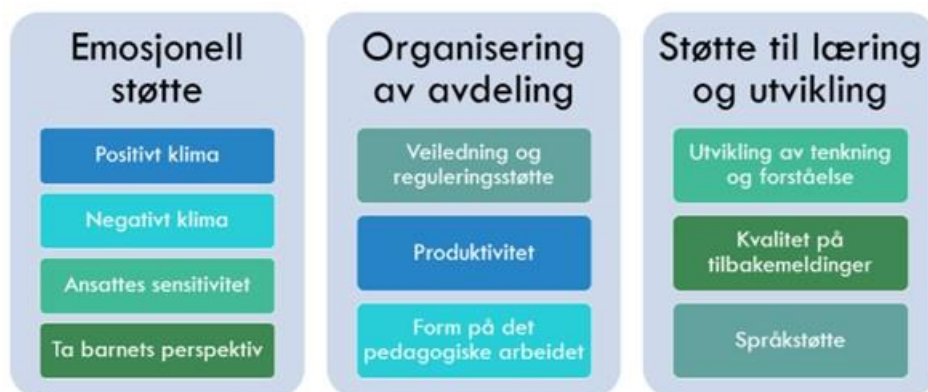 Emosjonell
støtte
Positivt klima
Negativt klima
Ansattes sensitivitet
Ta barnets perspektiv
Organisering
av avdeling
Veiledning og
reguleringsstøtte
Produktivitet
Form på det
pedagogiske arbeidet
Støtte til læring
og utvikling
Utvikling av tenkning
og forståelse
Kvalitet på
tilbakemeldinger
Språkstøtte